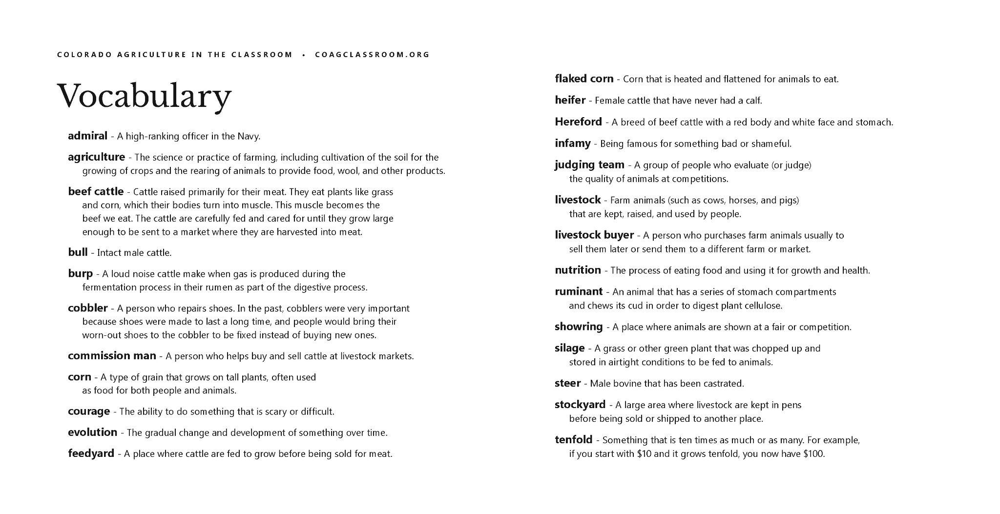 COLORADO AGRICULTURE IN THE CLASSROOM • COAGCLASSROOM.ORG
Vocabulary
admiral - A high-ranking officer in the Navy.
agriculture - The science or practice of farming, including cultivation of the soil for the
growing of crops and the rearing of animals to provide food, wool, and other products.
beef cattle - Cattle raised primarily for their meat. They eat plants like grass
and corn, which their bodies turn into muscle. This muscle becomes the
beef we eat. The cattle are carefully fed and cared for until they grow large
enough to be sent to a market where they are harvested into meat.
bull - Intact male cattle.
burp - A loud noise cattle make when gas is produced during the
fermentation process in their rumen as part of the digestive process.
cobbler - A person who repairs shoes. In the past, cobblers were very important
because shoes were made to last a long time, and people would bring their
worn-out shoes to the cobbler to be fixed instead of buying new ones.
commission man - A person who helps buy and sell cattle at livestock markets.
corn - A type of grain that grows on tall plants, often used
as food for both people and animals.
courage - The ability to do something that is scary or difficult.
evolution - The gradual change and development of something over time.
feedyard - A place where cattle are fed to grow before being sold for meat.
flaked corn - Corn that is heated and flattened for animals to eat.
heifer - Female cattle that have never had a calf.
Hereford - A breed of beef cattle with a red body and white face and stomach.
infamy - Being famous for something bad or shameful.
judging team - A group of people who evaluate (or judge)
the quality of animals at competitions.
livestock - Farm animals (such as cows, horses, and pigs)
that are kept, raised, and used by people.
livestock buyer - A person who purchases farm animals usually to
sell them later or send them to a different farm or market.
nutrition - The process of eating food and using it for growth and health.
ruminant - An animal that has a series of stomach compartments
and chews its cud in order to digest plant cellulose.
showring - A place where animals are shown at a fair or competition.
silage - A grass or other green plant that was chopped up and
stored in airtight conditions to be fed to animals.
steer - Male bovine that has been castrated.
stockyard - A large area where livestock are kept in pens
before being sold or shipped to another place.
tenfold - Something that is ten times as much or as many. For example,
if you start with $10 and it grows tenfold, you now have $100.